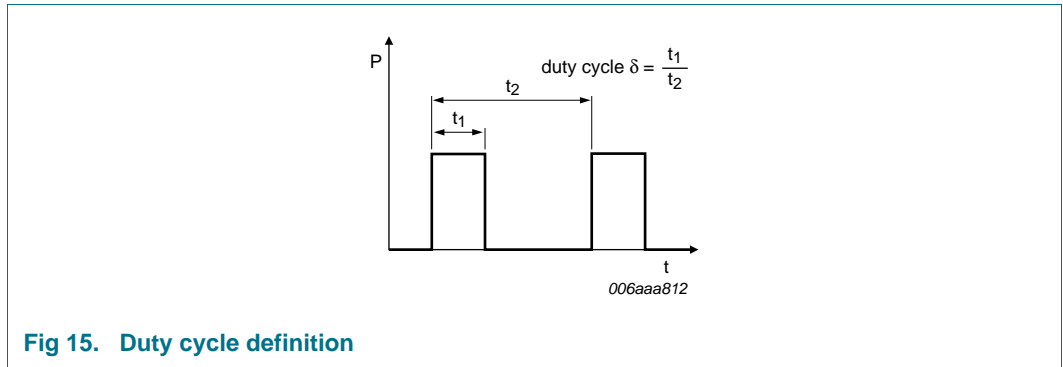 P
duty cycle δ = t1
t2
t2
t1
t
006aaa812
Fig 15. Duty cycle definition